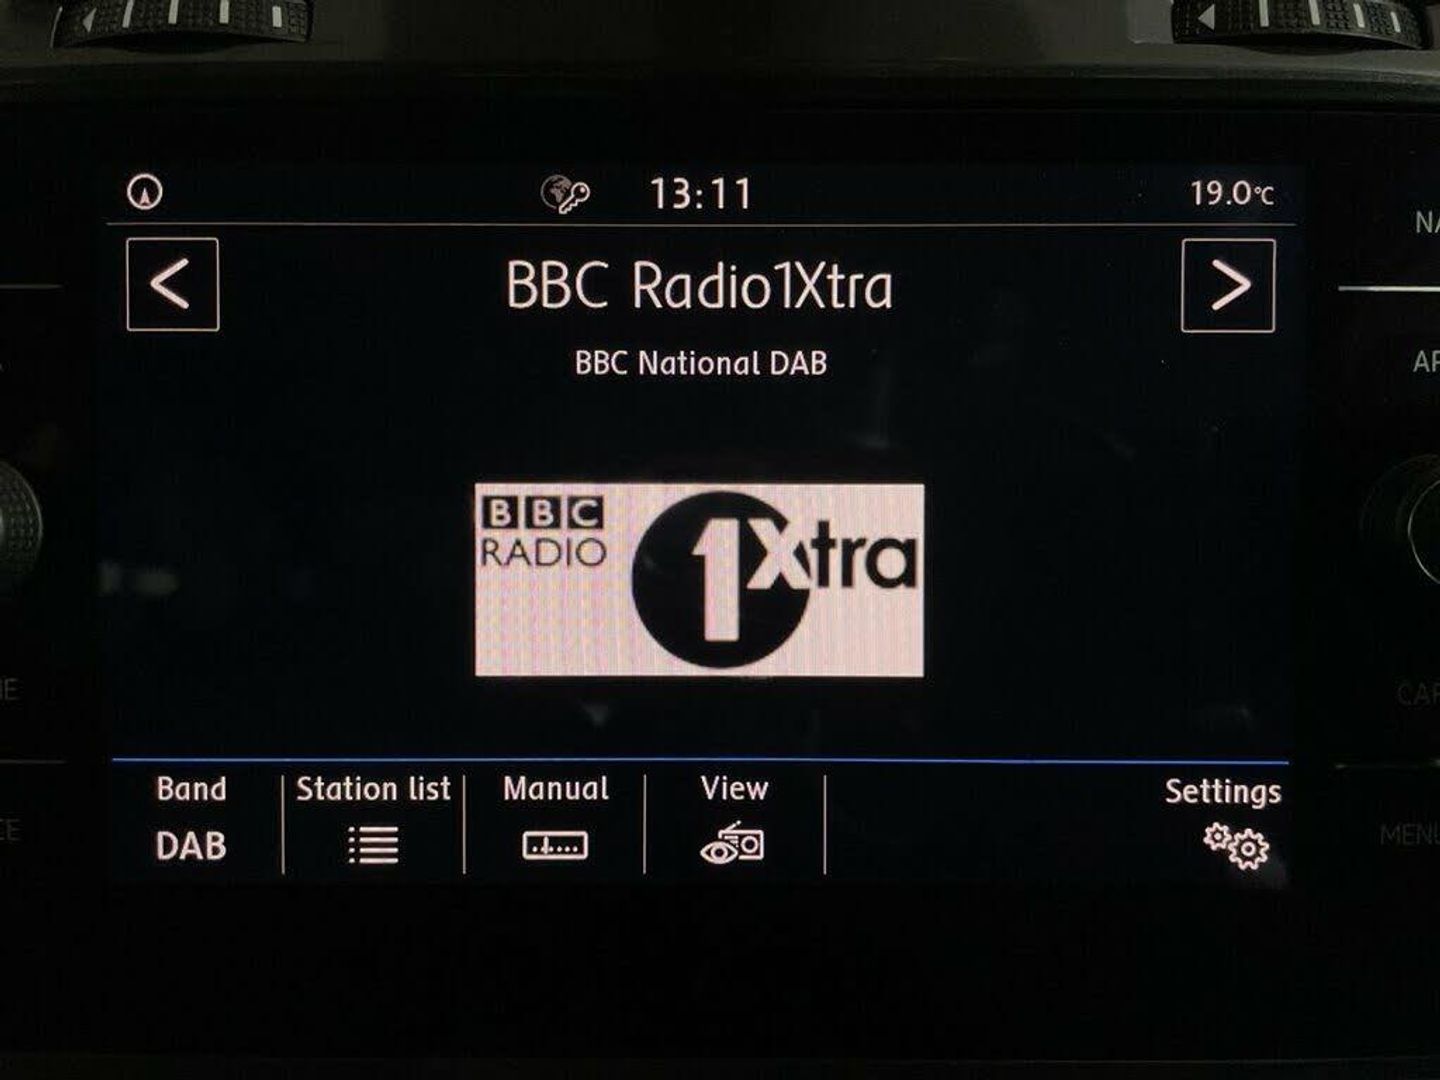 13:11
19.0°C
BBC Radio1Xtra
BBC National DAB
BBC
RADIO
1Xtra
Band
Station list
Manual
View
Settings
DAB